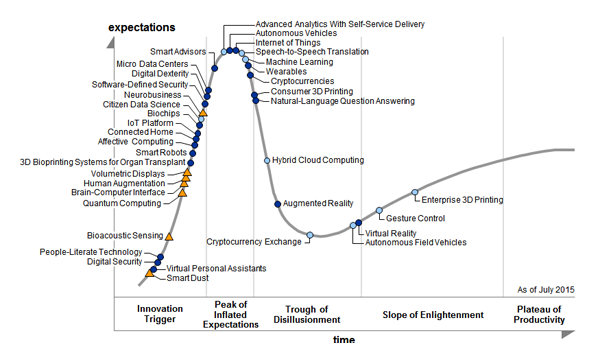 expectations
Advanced Analytics With Self-Service Delivery
Autonomous Vehicles
Internet of Things
Speech-to-Speech Translation
Machine Learning
Wearables
Cryptocurrencies
Consumer 3D Printing
Natural-Language Question Answering
Smart Advisors
Micro Data Centers
Digital Dexterity
Software-Defined Security
Neurobusiness
Citizen Data Science
Biochips
IoT Platform
Connected Home
Affective Computing
Smart Robots
3D Bioprinting Systems for Organ Transplant
Volumetric Displays
Human Augmentation
Brain-Computer Interface
Quantum Computing
Bioacoustic Sensing
People-Literate Technology
Digital Security
Virtual Personal Assistants
Smart Dust
Hybrid Cloud Computing
Augmented Reality
Cryptocurrency Exchange
Enterprise 3D Printing
Gesture Control
Virtual Reality
Autonomous Field Vehicles
As of July 2015
Innovation
Trigger
Peak of
Inflated
Expectations
Trough of
Disillusionment
Slope of Enlightenment
Plateau of
Productivity
time